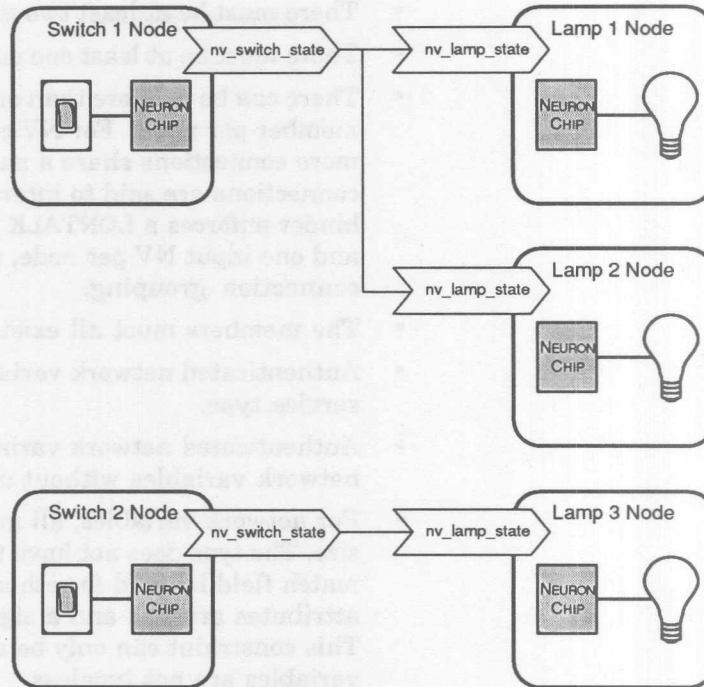 Switch 1 Node
nv_switch_state
nv_lamp_state
Lamp 1 Node
NEURON
CHIP
NEURON
CHIP
nv_lamp_state
Lamp 2 Node
NEURON
CHIP
Switch 2 Node
nv_switch_state
nv_lamp_state
Lamp 3 Node
NEURON
CHIP
NEURON
CHIP